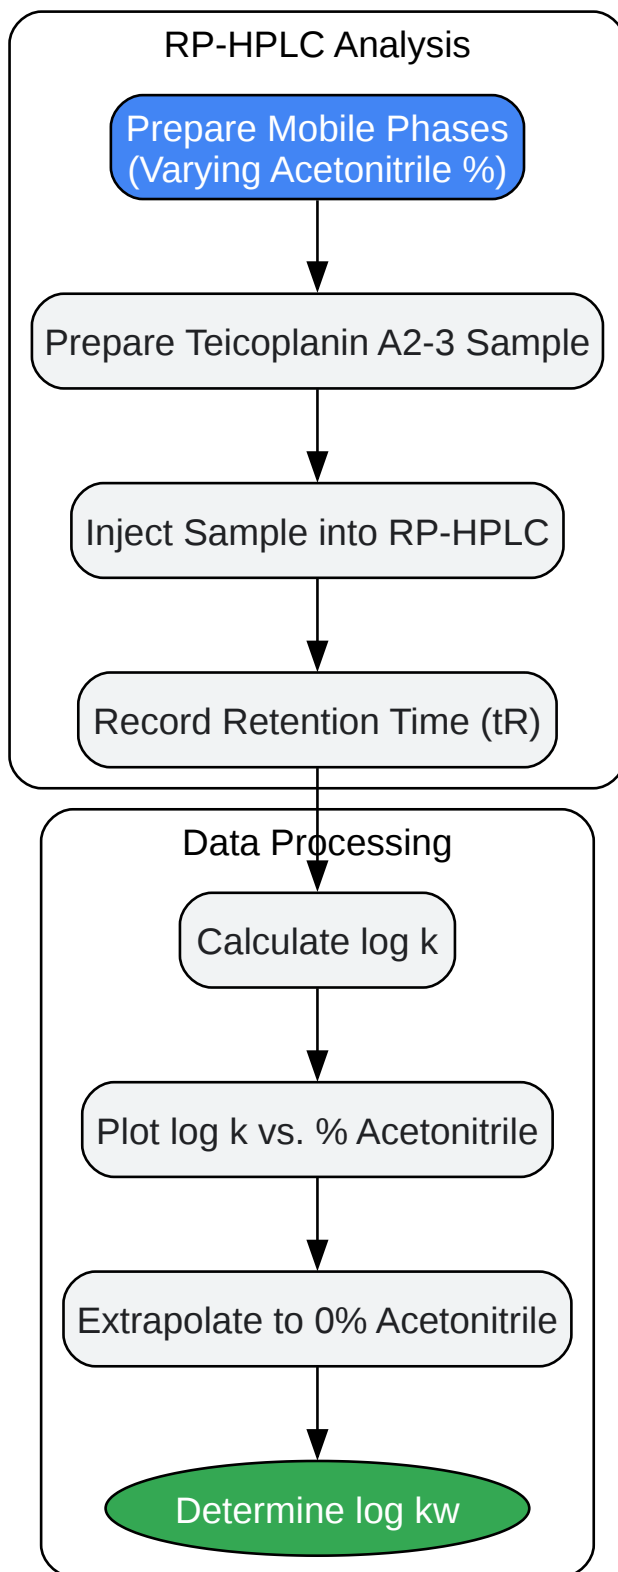 RP-HPLC Analysis
Prepare Mobile Phases
(Varying Acetonitrile %)
Prepare Teicoplanin A2-3 Sample
Inject Sample into RP-HPLC
Record Retention Time (tR)
Data Processing
Calculate log k
Plot log k vs. % Acetonitrile
Extrapolate to 0% Acetonitrile
Determine log kw